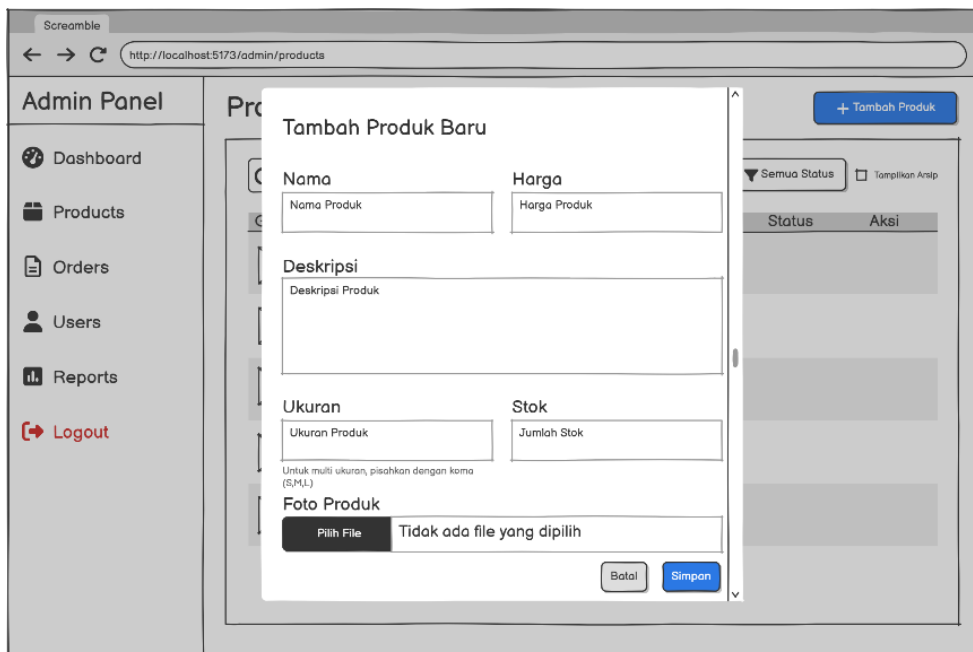 Screamble
http://localhost:5173/admin/products
Admin Panel
Dashboard
Products
Orders
Users
Reports
Logout
+ Tambah Produk
Semua Status
Tampilkan Arsip
Status Aksi
Tambah Produk Baru
Nama Harga
Nama Produk Harga Produk
Deskripsi
Deskripsi Produk
Ukuran Stok
Ukuran Produk Jumlah Stok
Untuk multi ukuran, pisahkan dengan koma
(S,M,L)
Foto Produk
Pilih File Tidak ada file yang dipilih
Batal Simpan